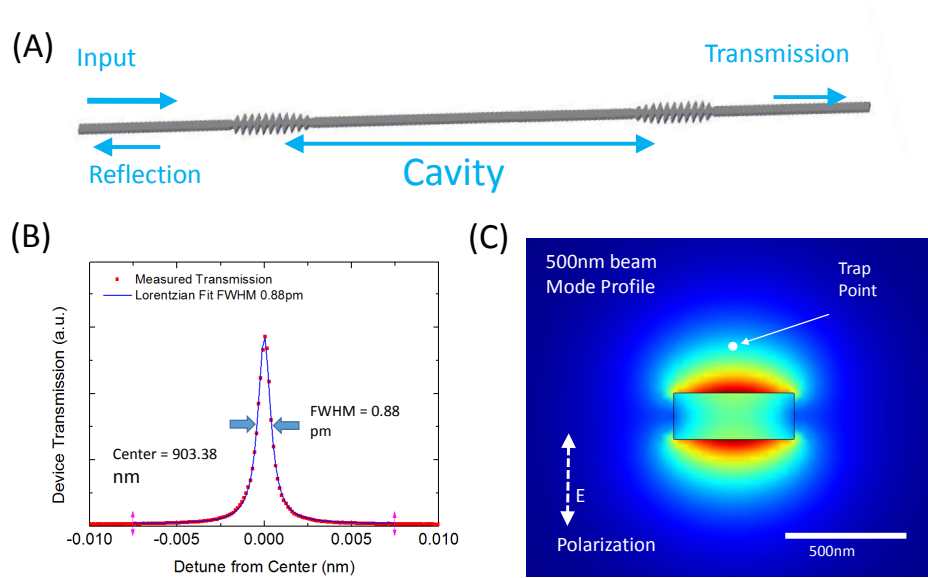 (A)
Input
Transmission
Reflection
Cavity
(B)
Measured Transmission
Lorentzian Fit FWHM 0.88pm
FWHM = 0.88
pm
Center = 903.38
nm
Device Transmission (a.u.)
-0.010
-0.005
0.000
0.005
0.010
Detune from Center (nm)
(C)
500nm beam
Mode Profile
Trap
Point
E
Polarization
500nm